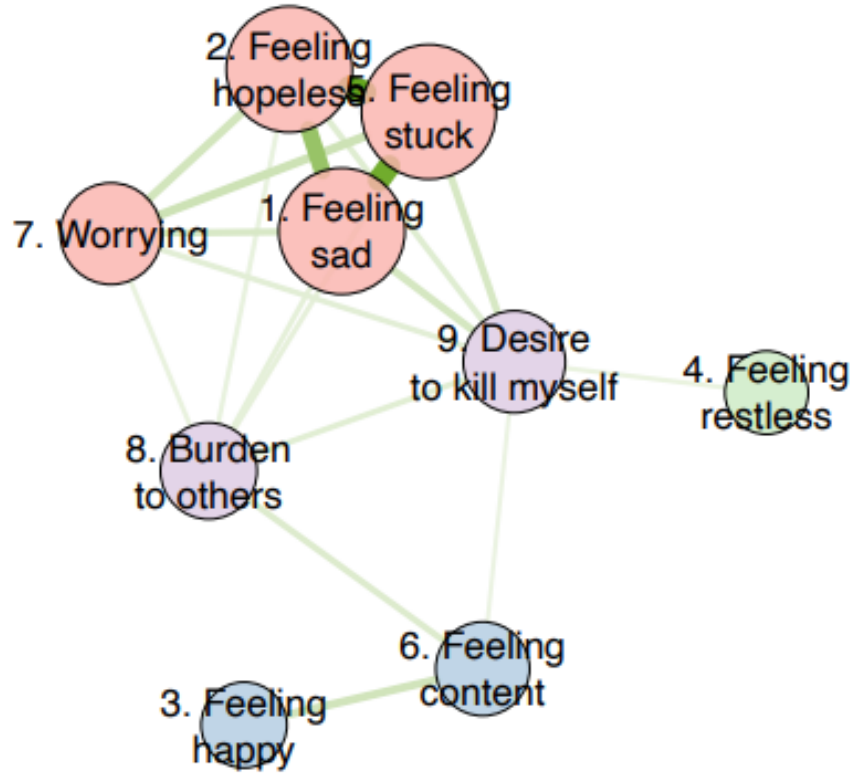 2. Feeling
hopeless
5. Feeling
stuck
1. Feeling
sad
7. Worrying
9. Desire
to kill myself
4. Feeling
restless
8. Burden
to others
6. Feeling
content
3. Feeling
happy